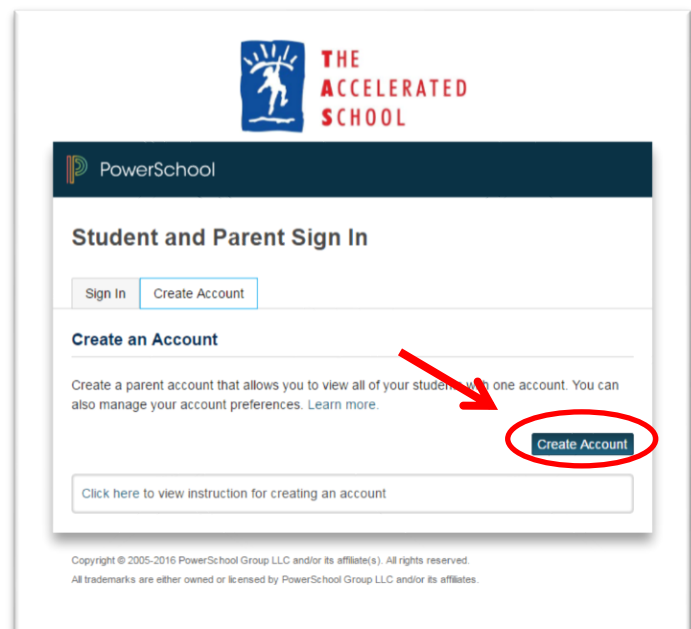 THE
ACCELERATED
SCHOOL
PowerSchool
Student and Parent Sign In
Sign In Create Account
Create an Account
Create a parent account that allows you to view all of your students with one account. You can
also manage your account preferences. Learn more.
Create Account
Click here to view instruction for creating an account
Copyright © 2005-2016 PowerSchool Group LLC and/or its affiliate(s). All rights reserved.
All trademarks are either owned or licensed by PowerSchool Group LLC and/or its affiliates.